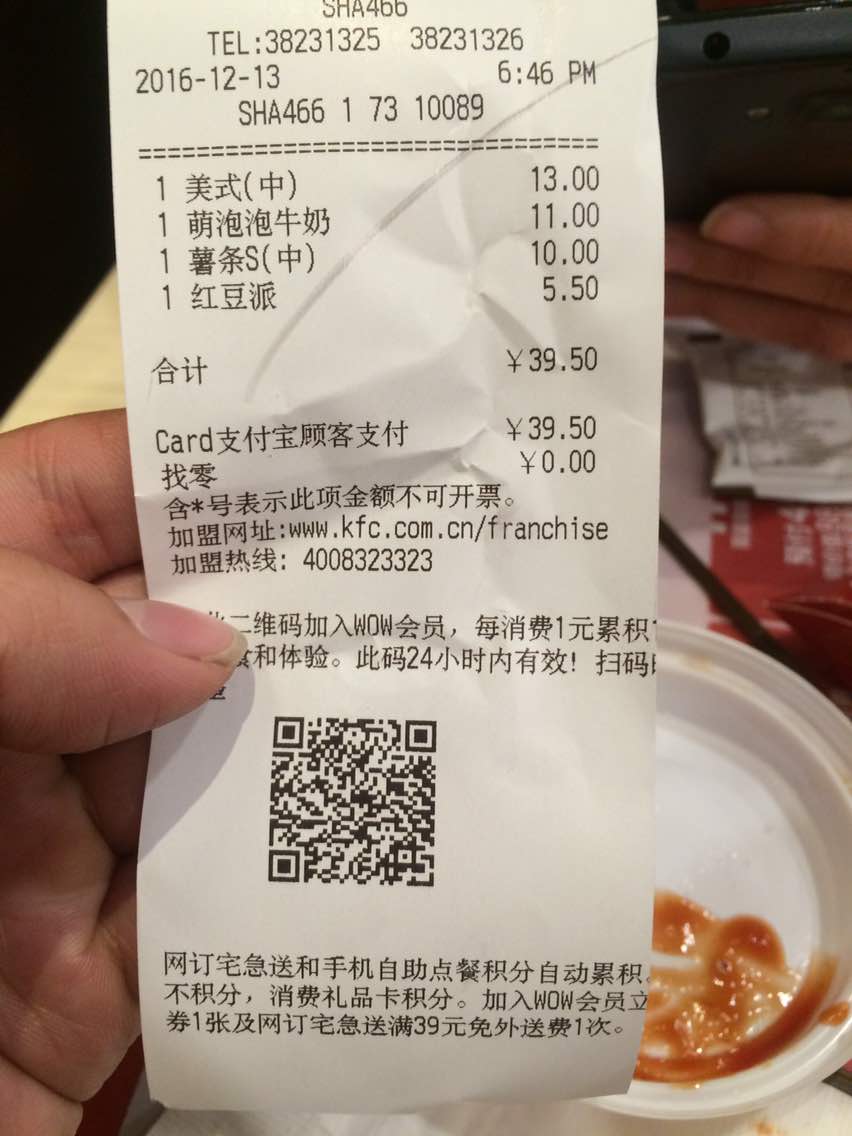 SHA466
TEL:38231325 38231326
2016-12-13 6:46 PM
SHA466 1 73 10089
==================================
1 美式(中) 13.00
1 萌泡泡牛奶 11.00
1 薯条S(中) 10.00
1 红豆派 5.50
合计 ¥39.50
Card支付宝顾客支付 ¥39.50
找零 ¥0.00
含*号表示此项金额不可开票。
加盟网址:www.kfc.com.cn/franchise
加盟热线: 4008323323
二维码加入WOW会员，每消费1元累积
和体验。此码24小时内有效! 扫码
网订宅急送和手机自助点餐积分自动累积
不积分，消费礼品卡积分。加入WOW会员立
券1张及网订宅急送满39元免外送费1次。